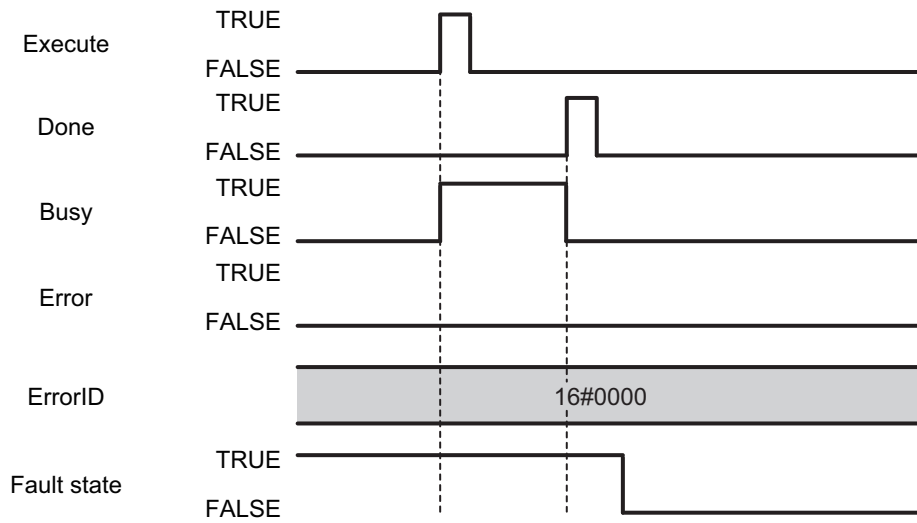 TRUE
Execute
FALSE
TRUE
Done
FALSE
TRUE
Busy
FALSE
TRUE
Error
FALSE
ErrorID
16#0000
TRUE
Fault state
FALSE